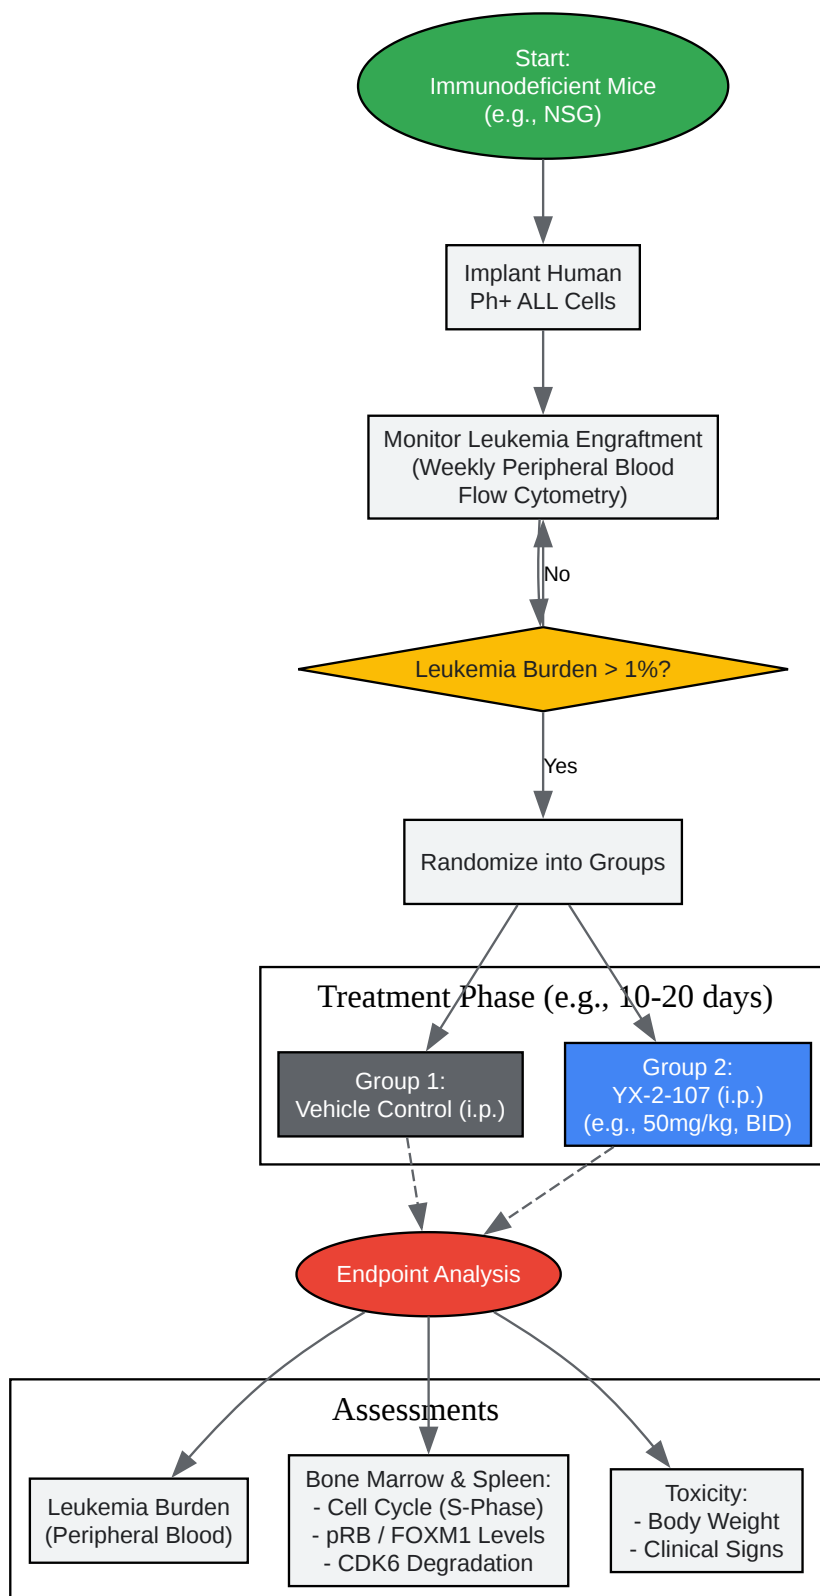 Start:
Immunodeficient Mice
(e.g., NSG)
Implant Human
Ph+ ALL Cells
Monitor Leukemia Engraftment
(Weekly Peripheral Blood
Flow Cytometry)
No
Leukemia Burden > 1%?
Yes
Randomize into Groups
Treatment Phase (e.g., 10-20 days)
Group 1:
Vehicle Control (i.p.)
Group 2:
YX-2-107 (i.p.)
(e.g., 50mg/kg, BID)
Endpoint Analysis
Assessments
Leukemia Burden
(Peripheral Blood)
Bone Marrow & Spleen:
- Cell Cycle (S-Phase)
- pRB / FOXM1 Levels
- CDK6 Degradation
Toxicity:
- Body Weight
- Clinical Signs